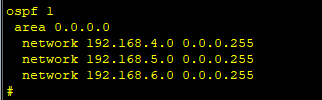 ospf 1
area 0.0.0.0
network 192.168.4.0 0.0.0.255
network 192.168.5.0 0.0.0.255
network 192.168.6.0 0.0.0.255
#